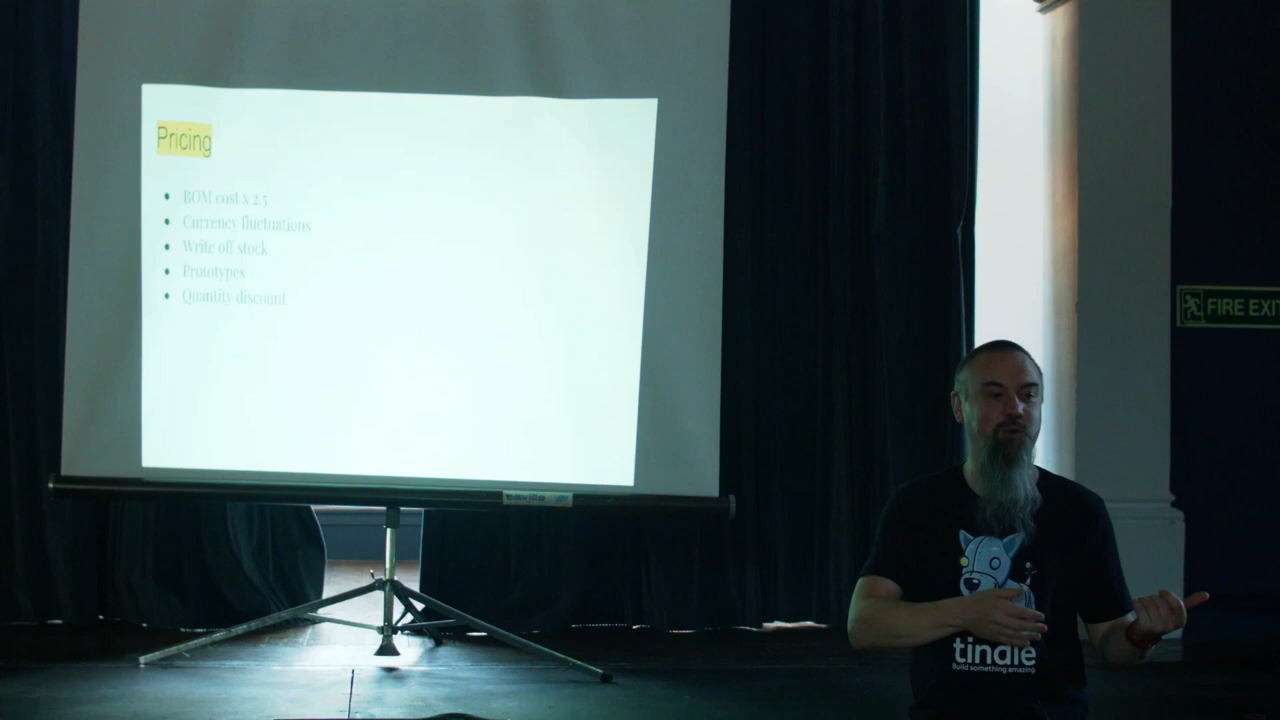 Pricing
BOM cost x 2.5
Currency fluctuations
Write off stock
Prototypes
Quantity discount
FIRE EXIT
tindie
Build something amazing.